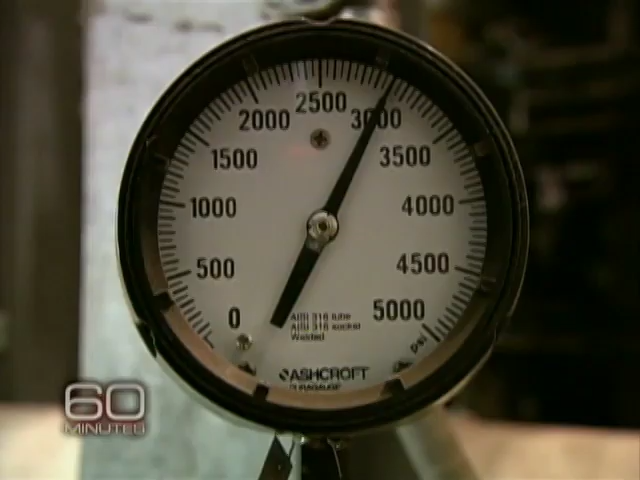 2500
2000
3000
1500
3500
1000
4000
500
4500
0
5000
AISI 316 tube
AISI 316 socket
Welded
psi
ASHCROFT
DURAGAUGE
60
MINUTES